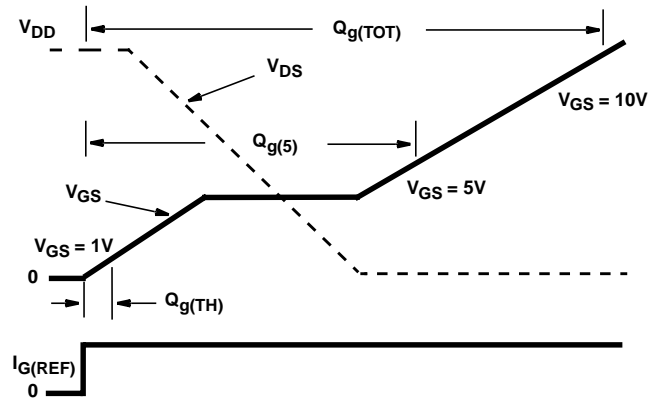 V_DD
Q_g(TOT)
V_DS
V_GS = 10V
Q_g(5)
V_GS
V_GS = 5V
V_GS = 1V
0
Q_g(TH)
I_G(REF)
0